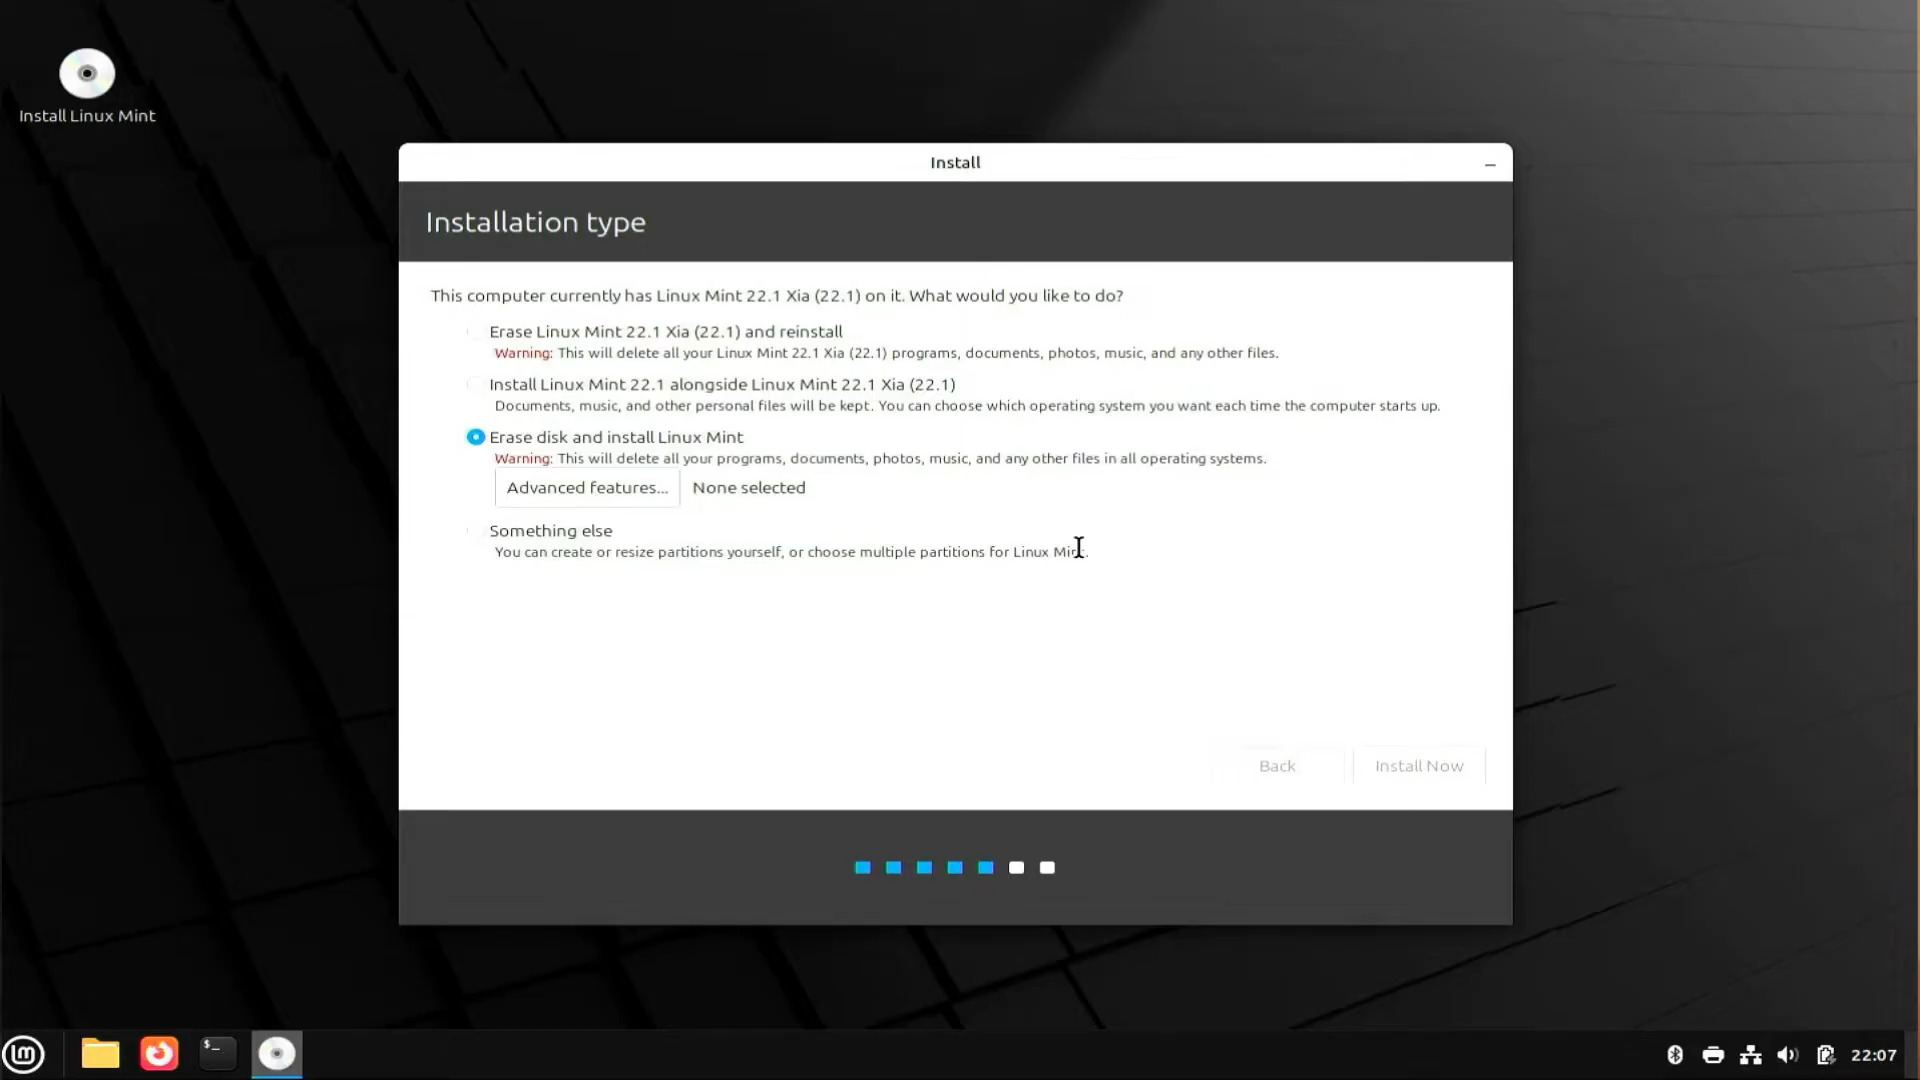 Install Linux Mint
Install
Installation type
This computer currently has Linux Mint 22.1 Xia (22.1) on it. What would you like to do?
Erase Linux Mint 22.1 Xia (22.1) and reinstall
Warning: This will delete all your Linux Mint 22.1 Xia (22.1) programs, documents, photos, music, and any other files.
Install Linux Mint 22.1 alongside Linux Mint 22.1 Xia (22.1)
Documents, music, and other personal files will be kept. You can choose which operating system you want each time the computer starts up.
Erase disk and install Linux Mint
Warning: This will delete all your programs, documents, photos, music, and any other files in all operating systems.
Advanced features... None selected
Something else
You can create or resize partitions yourself, or choose multiple partitions for Linux Mint.
Back Install Now
lm $_ 22:07